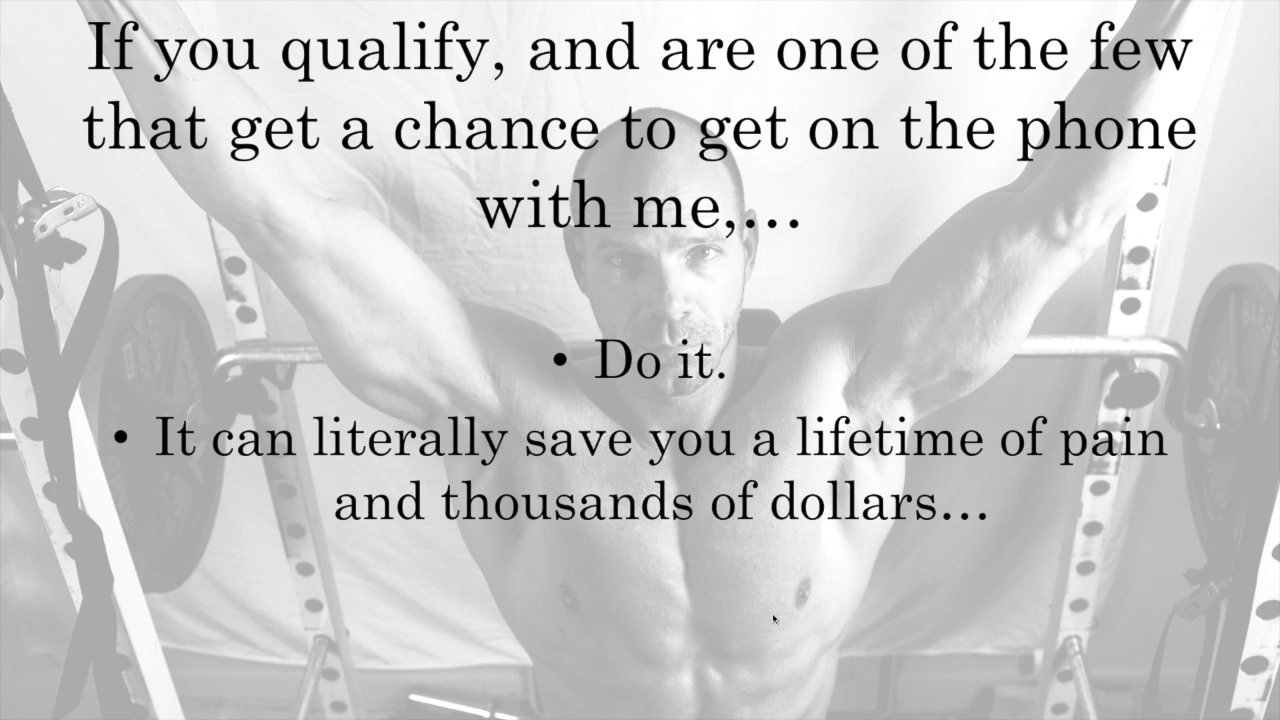 If you qualify, and are one of the few
that get a chance to get on the phone
with me,...
• Do it.
• It can literally save you a lifetime of pain
and thousands of dollars...